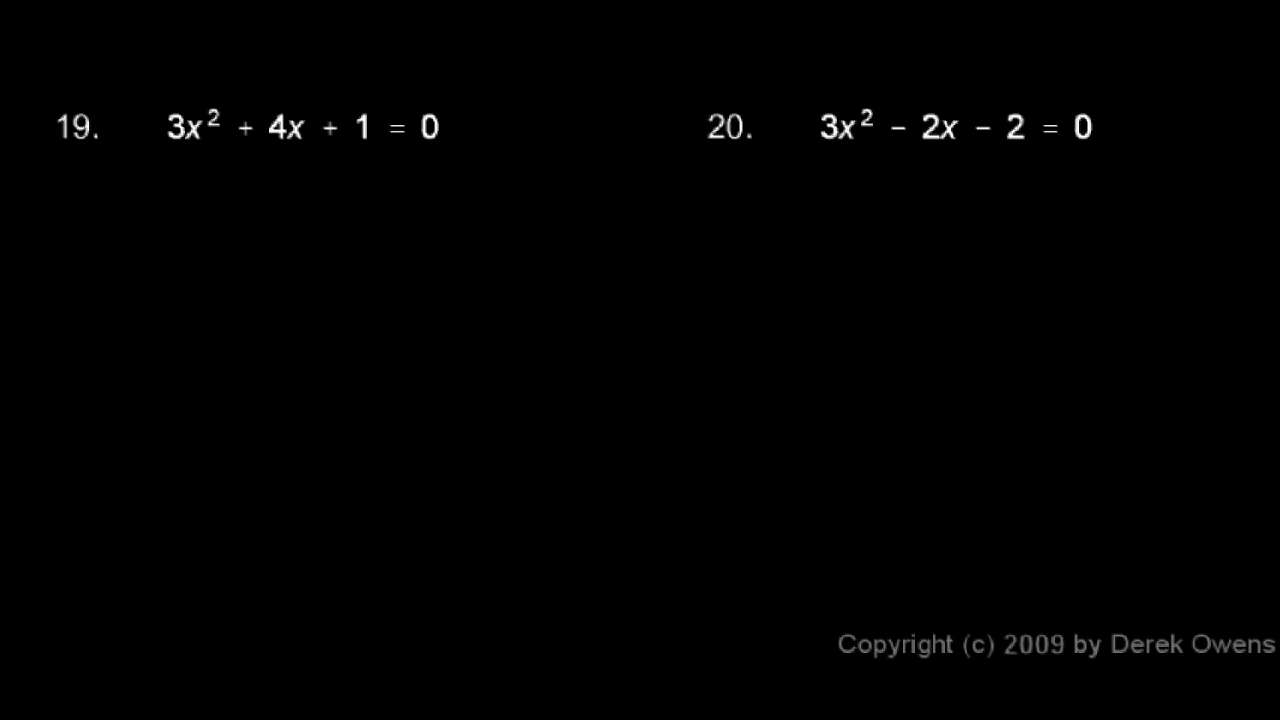 19. 3x² + 4x + 1 = 0
20. 3x² − 2x − 2 = 0
Copyright (c) 2009 by Derek Owens